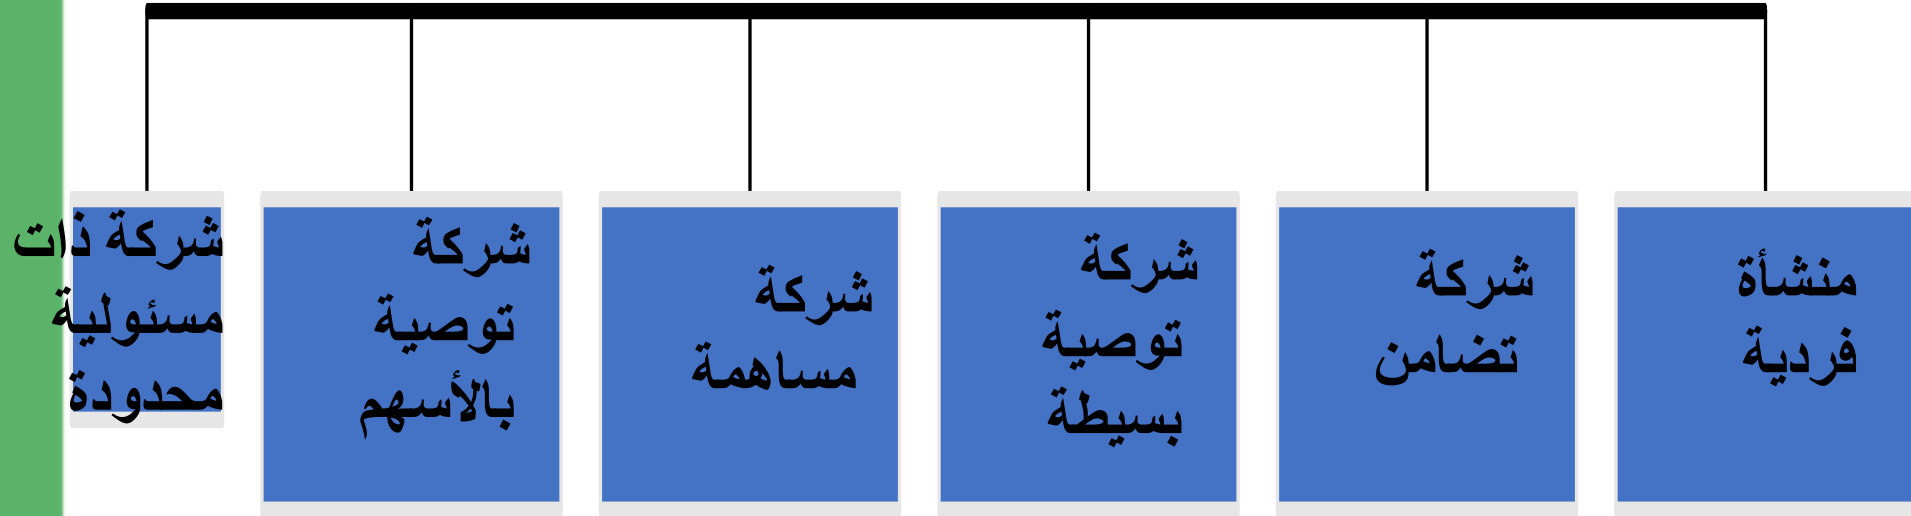 منشأة
فردية
شركة
تضامن
شركة
توصية
بسيطة
شركة
مساهمة
شركة
توصية
بالأسهم
شركة ذات
مسئولية
محدودة